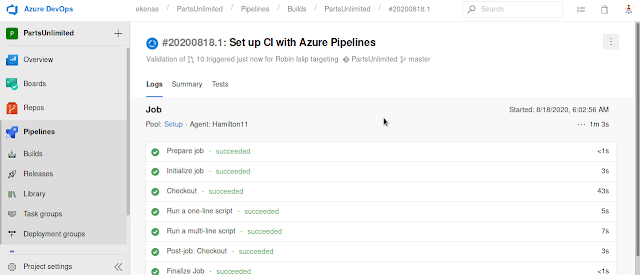 Azure DevOps
ekenas / PartsUnlimited / Pipelines / Builds / PartsUnlimited / #20200818.1
Search
P PartsUnlimited +
#20200818.1: Set up CI with Azure Pipelines
Validation of 10 triggered just now for Robin Islip targeting PartsUnlimited master
Overview
Boards
Repos
Pipelines
Builds
Releases
Library
Task groups
Deployment groups
Project settings
Logs Summary Tests
Job Started: 8/18/2020, 6:02:56 AM
Pool: Setup · Agent: Hamilton11 ··· 1m 3s
Prepare job · succeeded <1s
Initialize job · succeeded 3s
Checkout · succeeded 43s
Run a one-line script · succeeded 5s
Run a multi-line script · succeeded 7s
Post-job: Checkout · succeeded 3s
Finalize Job · succeeded <1s